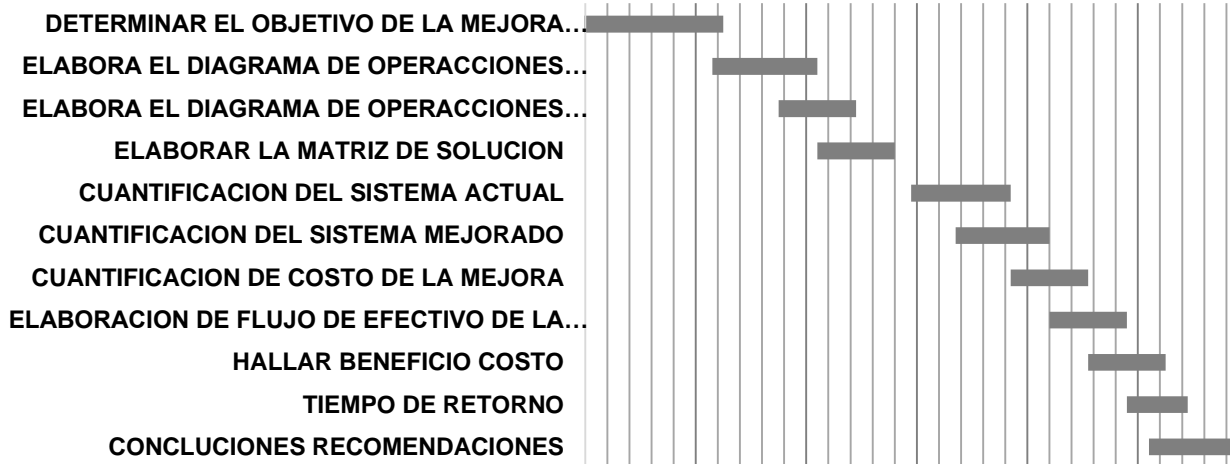 DETERMINAR EL OBJETIVO DE LA MEJORA…
ELABORA EL DIAGRAMA DE OPERACCIONES…
ELABORA EL DIAGRAMA DE OPERACCIONES…
ELABORAR LA MATRIZ DE SOLUCION
CUANTIFICACION DEL SISTEMA ACTUAL
CUANTIFICACION DEL SISTEMA MEJORADO
CUANTIFICACION DE COSTO DE LA MEJORA
ELABORACION DE FLUJO DE EFECTIVO DE LA…
HALLAR BENEFICIO COSTO
TIEMPO DE RETORNO
CONCLUCIONES RECOMENDACIONES